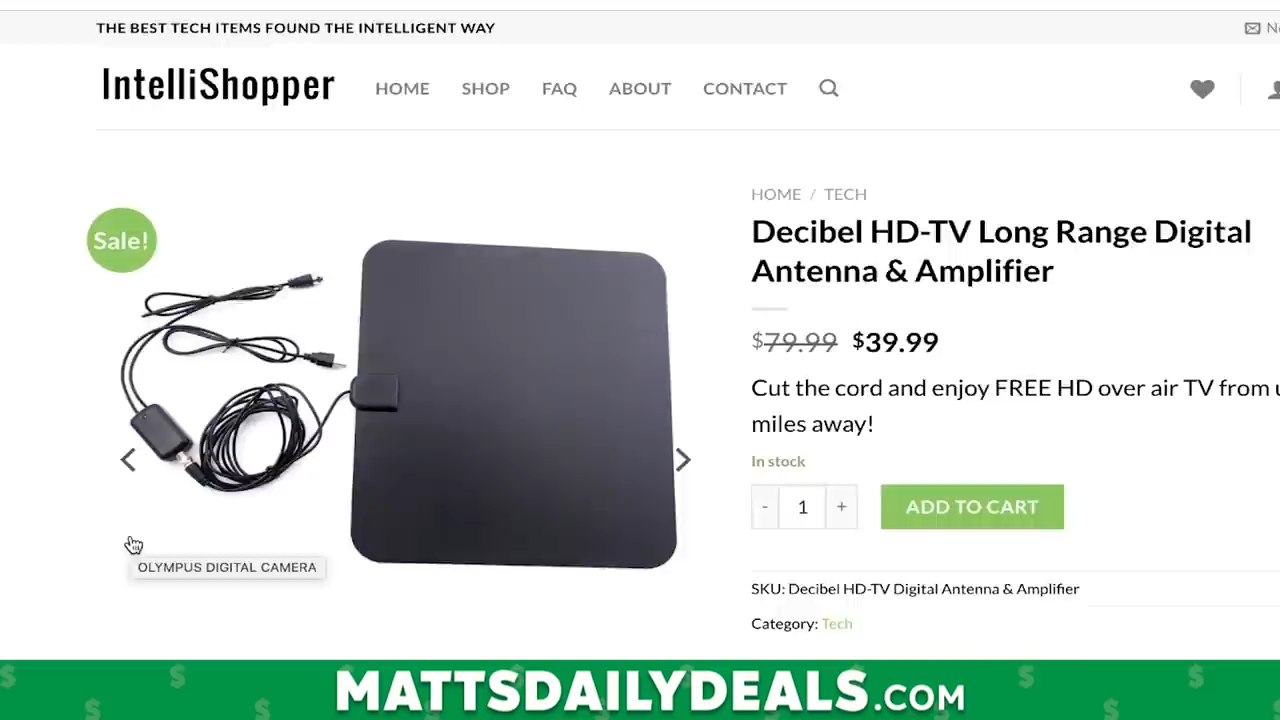 THE BEST TECH ITEMS FOUND THE INTELLIGENT WAY
IntelliShopper HOME SHOP FAQ ABOUT CONTACT
HOME / TECH
Sale!
Decibel HD-TV Long Range Digital
Antenna & Amplifier
$79.99 $39.99
Cut the cord and enjoy FREE HD over air TV from
miles away!
In stock
- 1 + ADD TO CART
OLYMPUS DIGITAL CAMERA
SKU: Decibel HD-TV Digital Antenna & Amplifier
Category: Tech
MATTSDAILYDEALS.COM